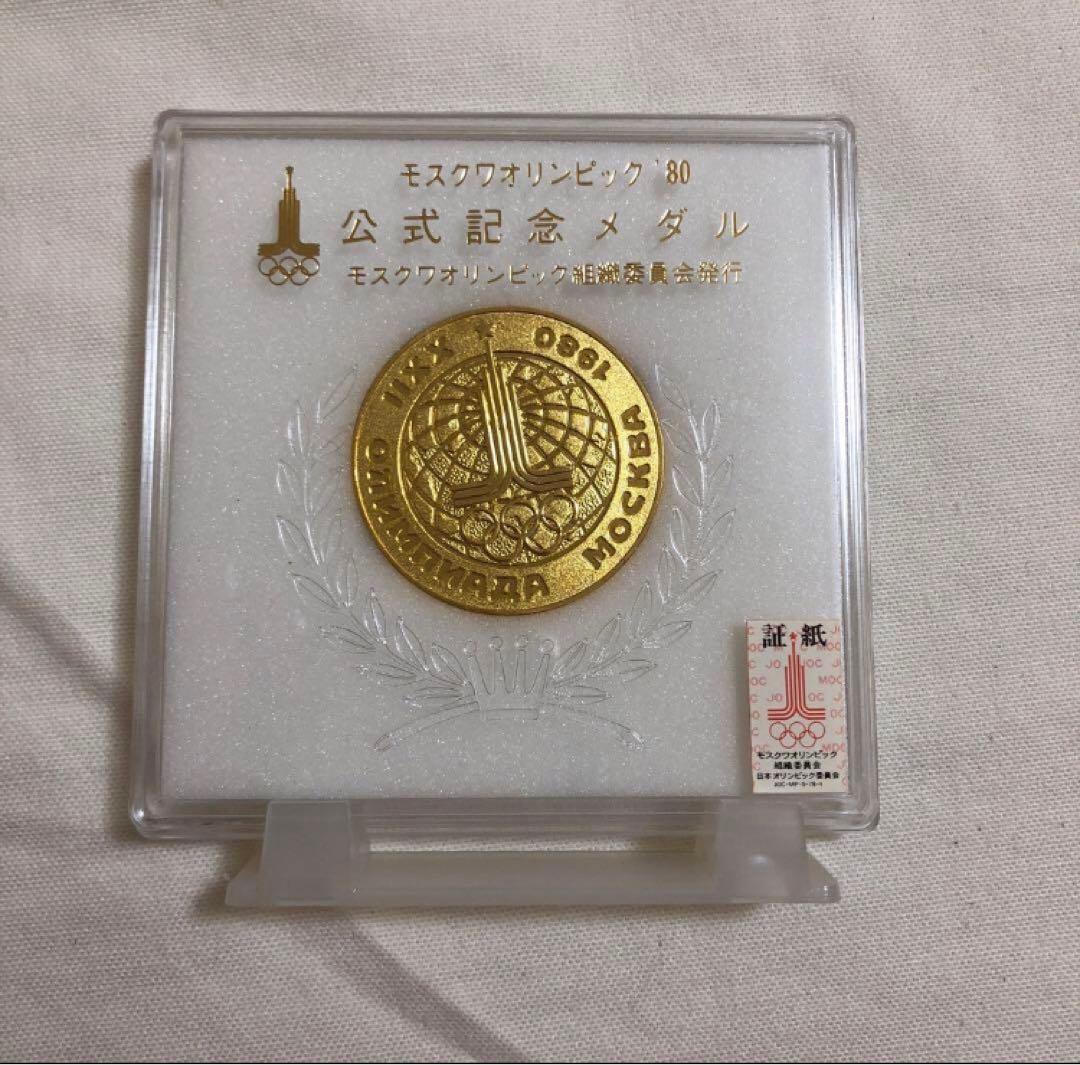 モスクワオリンピック '80
公式記念メダル
モスクワオリンピック組織委員会発行
XXII ОЛИМПИАДА МОСКВА 1980
証紙
モスクワオリンピック
組織委員会
日本オリンピック委員会